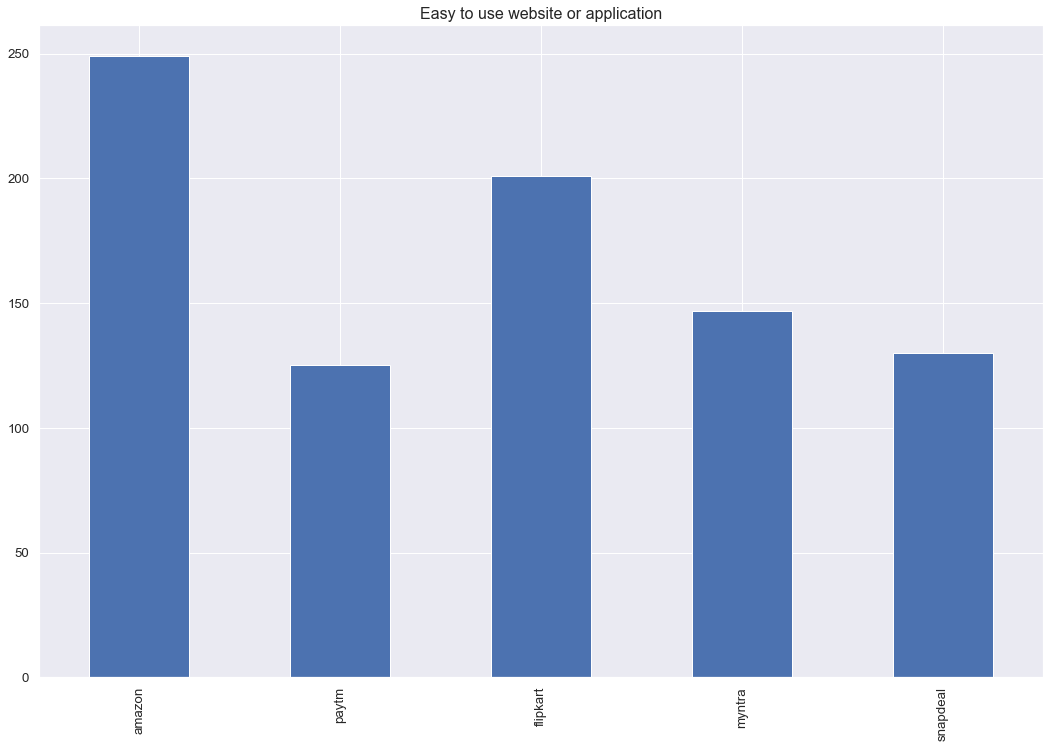 Easy to use website or application
250
200
150
100
50
0
amazon
paytm
flipkart
myntra
snapdeal